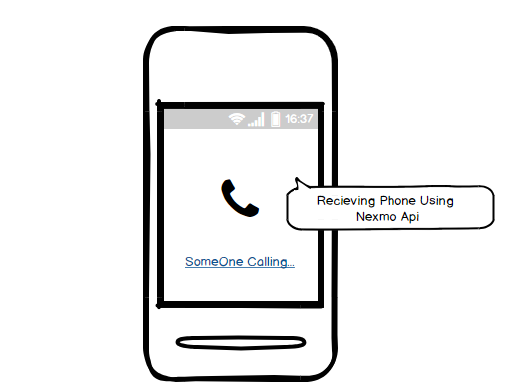 16:37
Recieving Phone Using
Nexmo Api
SomeOne Calling...